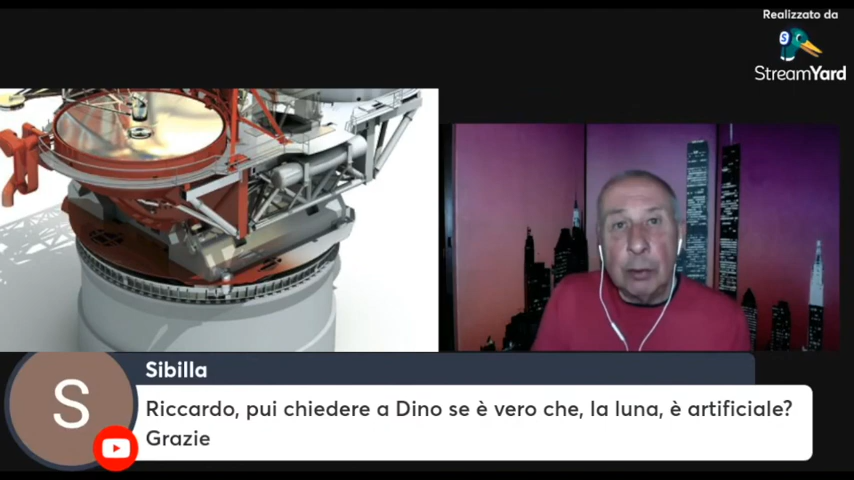 Realizzato da
StreamYard
Sibilla
S
Riccardo, pui chiedere a Dino se è vero che, la luna, è artificiale?
Grazie